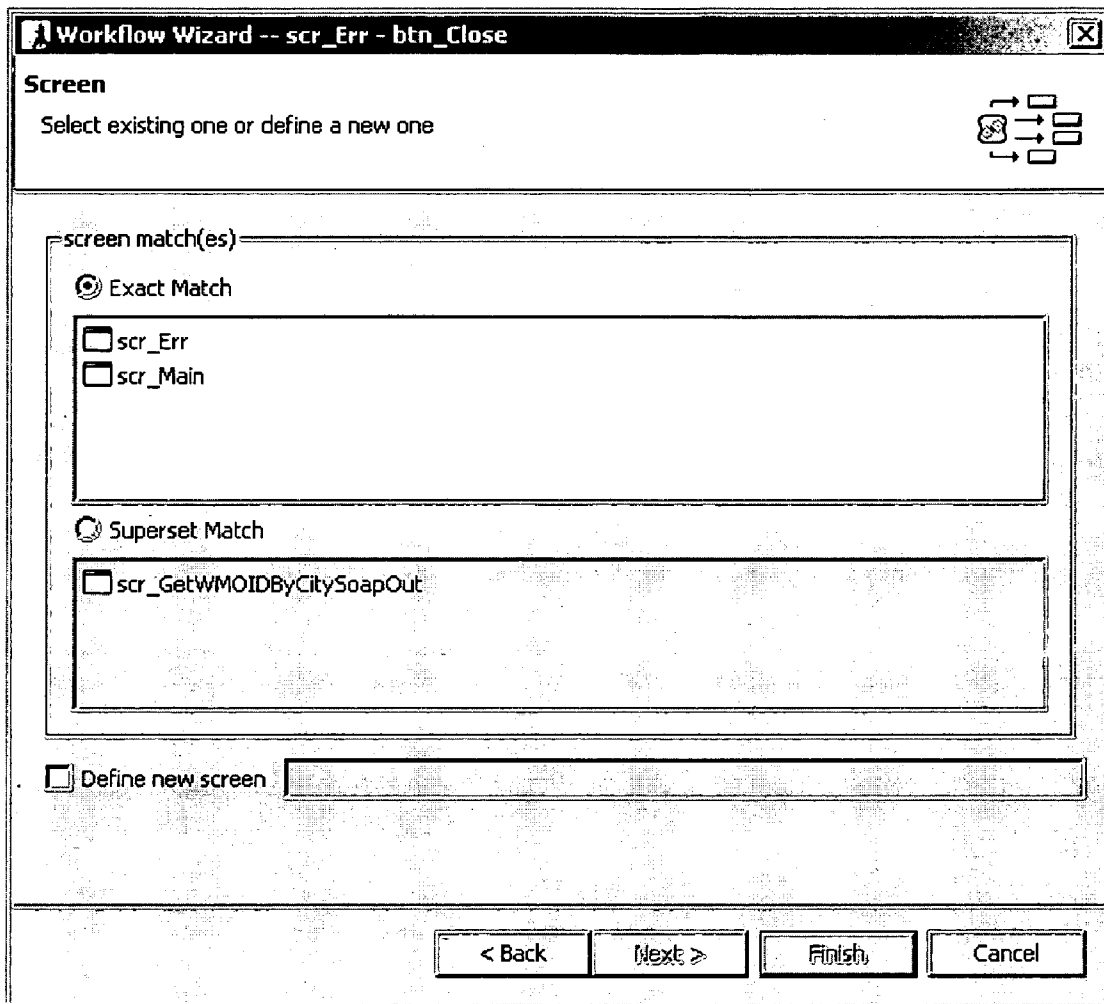 Workflow Wizard -- scr_Err - btn_Close
Screen
Select existing one or define a new one
screen match(es)
Exact Match
scr_Err
scr_Main
Superset Match
scr_GetWMOIDByCitySoapOut
Define new screen
< Back Next > Finish Cancel